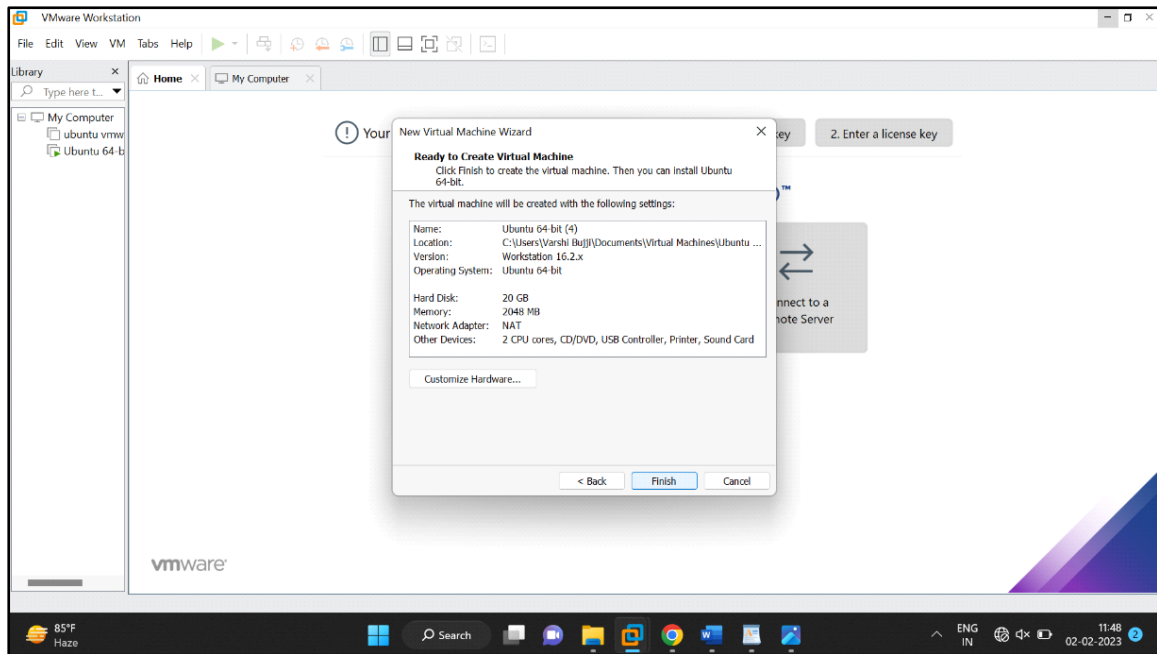 VMware Workstation
File Edit View VM Tabs Help
Library
Type here t...
My Computer
ubuntu vmw
Ubuntu 64-b
Home
My Computer
Your
ey
2. Enter a license key
™
nnect to a
note Server
New Virtual Machine Wizard
Ready to Create Virtual Machine
Click Finish to create the virtual machine. Then you can install Ubuntu
64-bit.
The virtual machine will be created with the following settings:
Name: Ubuntu 64-bit (4)
Location: C:\Users\Varshi Bujji\Documents\Virtual Machines\Ubuntu ...
Version: Workstation 16.2.x
Operating System: Ubuntu 64-bit
Hard Disk: 20 GB
Memory: 2048 MB
Network Adapter: NAT
Other Devices: 2 CPU cores, CD/DVD, USB Controller, Printer, Sound Card
Customize Hardware...
< Back Finish Cancel
vmware
85°F
Haze
Search
ENG
IN
11:48
02-02-2023
2